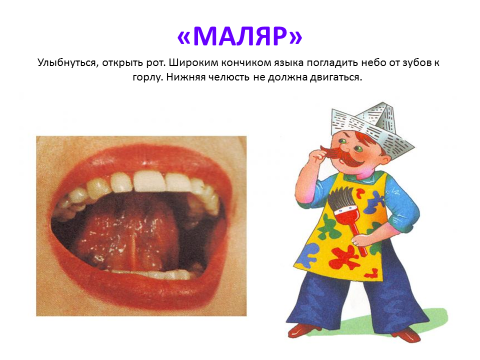 «МАЛЯР»
Улыбнуться, открыть рот. Широким кончиком языка погладить небо от зубов к
горлу. Нижняя челюсть не должна двигаться.